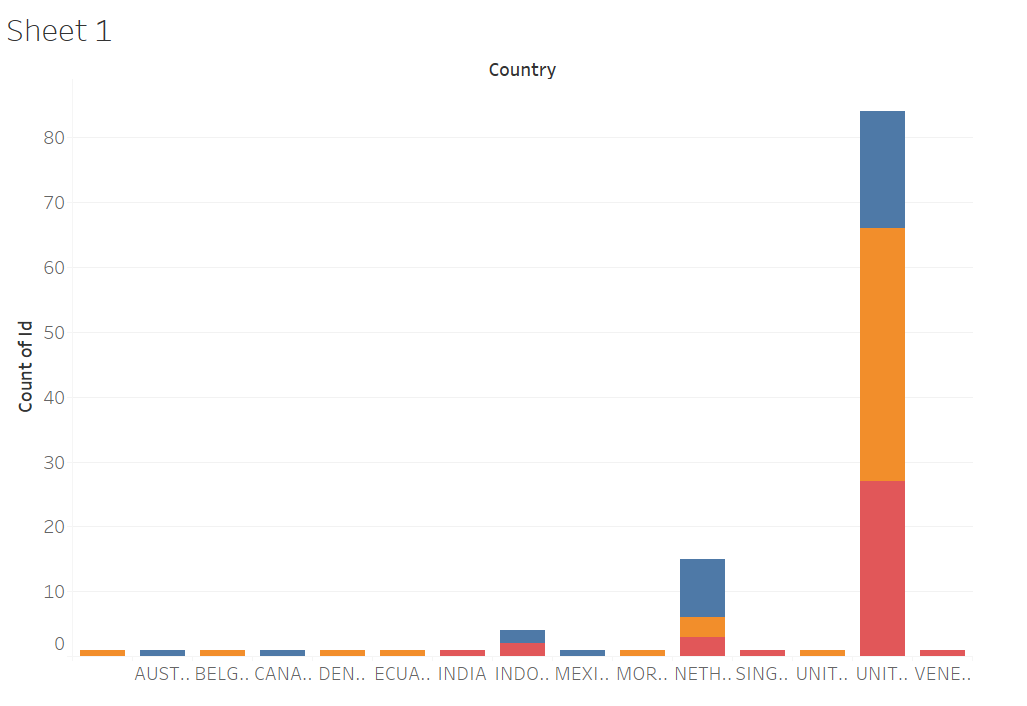 Sheet 1
Country
80
70
60
50
40
30
20
10
0
Count of Id
AUST.. BELG.. CANA.. DEN.. ECUA.. INDIA INDO.. MEXI.. MOR.. NETH.. SING.. UNIT.. UNIT.. VENE..